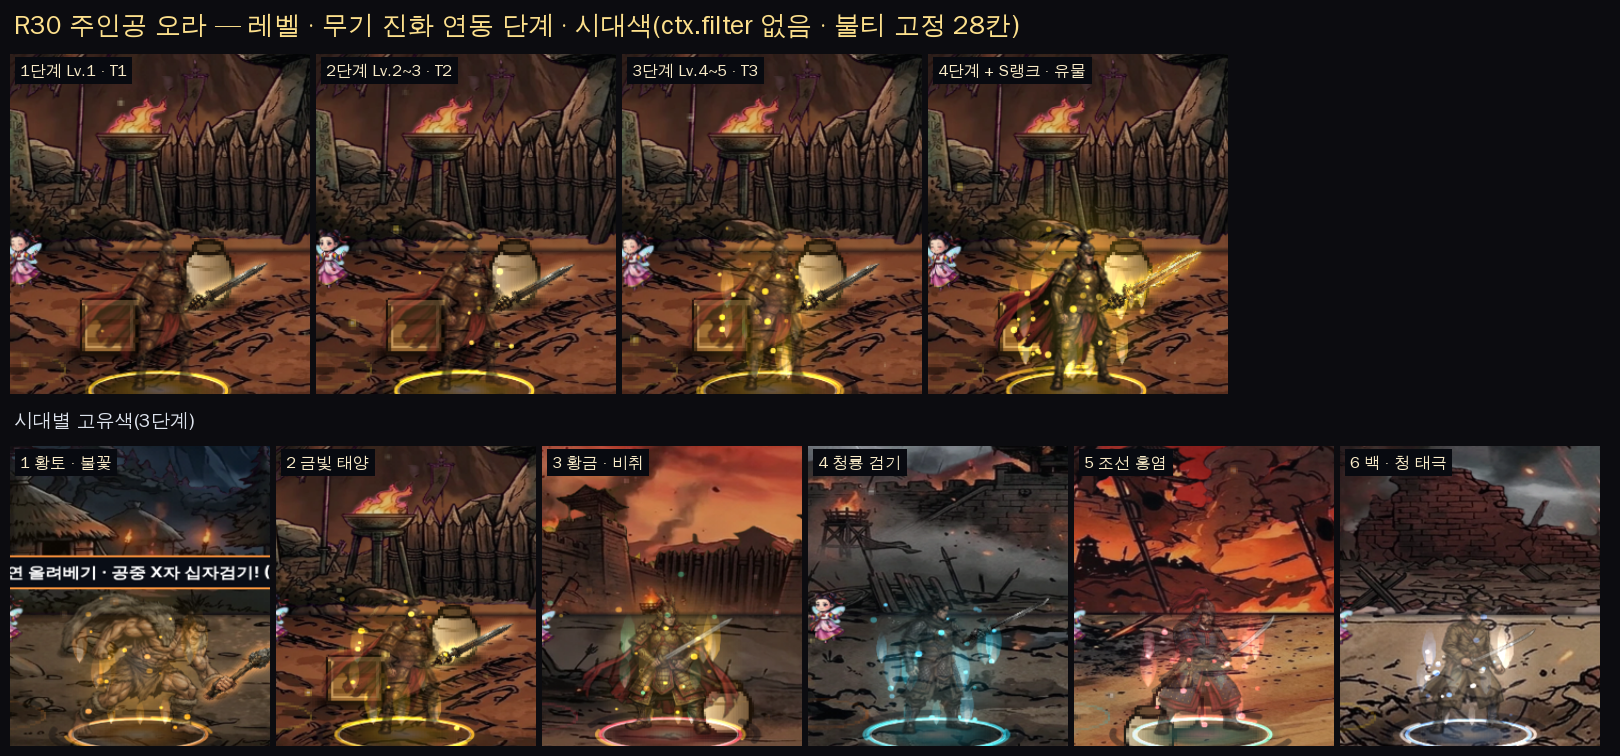 R30 주인공 오라 — 레벨 · 무기 진화 연동 단계 · 시대색(ctx.filter 없음 · 불티 고정 28칸)
1단계 Lv.1 · T1
2단계 Lv.2~3 · T2
3단계 Lv.4~5 · T3
4단계 + S랭크 · 유물
시대별 고유색(3단계)
1 황토 · 불꽃
2 금빛 태양
3 황금 · 비취
4 청룡 검기
5 조선 홍염
6 백 · 청 태극
연 올려베기 · 공중 X자 십자검기! (